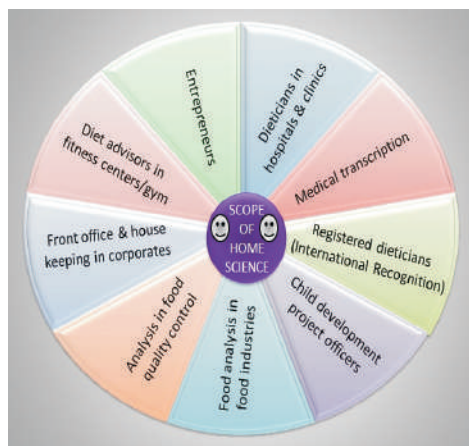 SCOPE
OF
HOME
SCIENCE
Dieticians in
hospitals & clinics
Medical transcription
Registered dieticians
(International Recognition)
Child development
project officers
Food analysis in
food industries
Analysis in food
quality control
Front office & house
keeping in corporates
Diet advisors in
fitness centers/gym
Entrepreneurs